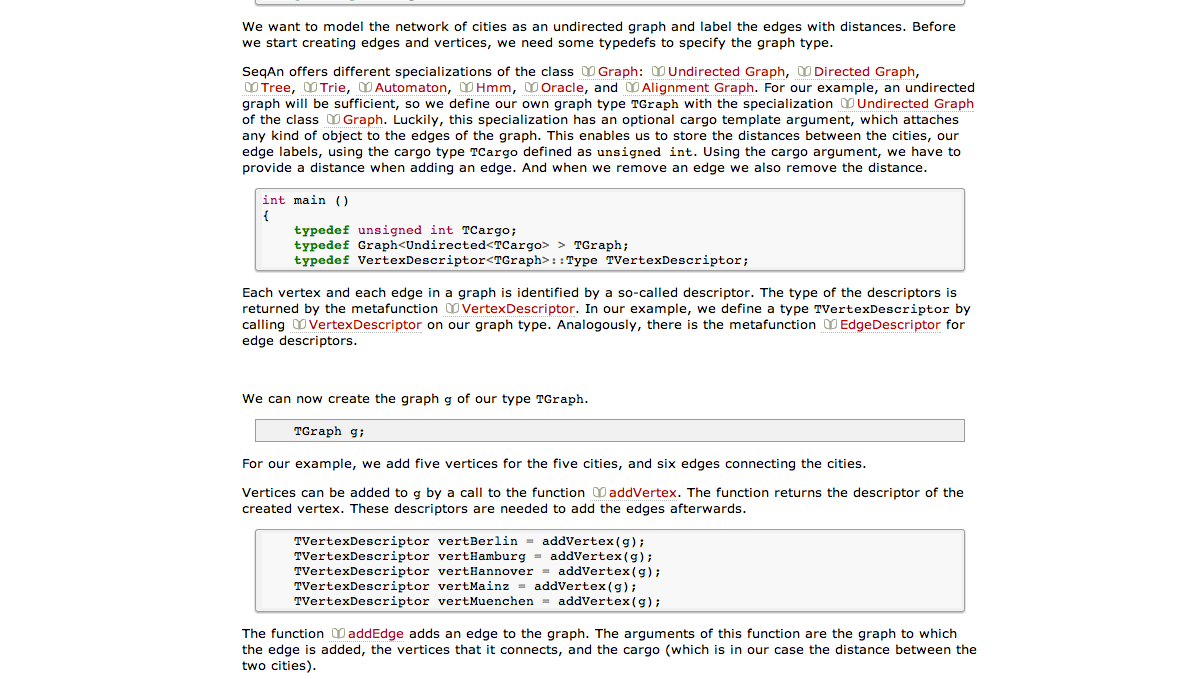 We want to model the network of cities as an undirected graph and label the edges with distances. Before
we start creating edges and vertices, we need some typedefs to specify the graph type.
SeqAn offers different specializations of the class Graph: Undirected Graph, Directed Graph,
Tree, Trie, Automaton, Hmm, Oracle, and Alignment Graph. For our example, an undirected
graph will be sufficient, so we define our own graph type TGraph with the specialization Undirected Graph
of the class Graph. Luckily, this specialization has an optional cargo template argument, which attaches
any kind of object to the edges of the graph. This enables us to store the distances between the cities, our
edge labels, using the cargo type TCargo defined as unsigned int. Using the cargo argument, we have to
provide a distance when adding an edge. And when we remove an edge we also remove the distance.
int main ()
{
    typedef unsigned int TCargo;
    typedef Graph<Undirected<TCargo> > TGraph;
    typedef VertexDescriptor<TGraph>::Type TVertexDescriptor;
Each vertex and each edge in a graph is identified by a so-called descriptor. The type of the descriptors is
returned by the metafunction VertexDescriptor. In our example, we define a type TVertexDescriptor by
calling VertexDescriptor on our graph type. Analogously, there is the metafunction EdgeDescriptor for
edge descriptors.
We can now create the graph g of our type TGraph.
    TGraph g;
For our example, we add five vertices for the five cities, and six edges connecting the cities.
Vertices can be added to g by a call to the function addVertex. The function returns the descriptor of the
created vertex. These descriptors are needed to add the edges afterwards.
    TVertexDescriptor vertBerlin = addVertex(g);
    TVertexDescriptor vertHamburg = addVertex(g);
    TVertexDescriptor vertHannover = addVertex(g);
    TVertexDescriptor vertMainz = addVertex(g);
    TVertexDescriptor vertMuenchen = addVertex(g);
The function addEdge adds an edge to the graph. The arguments of this function are the graph to which
the edge is added, the vertices that it connects, and the cargo (which is in our case the distance between the
two cities).